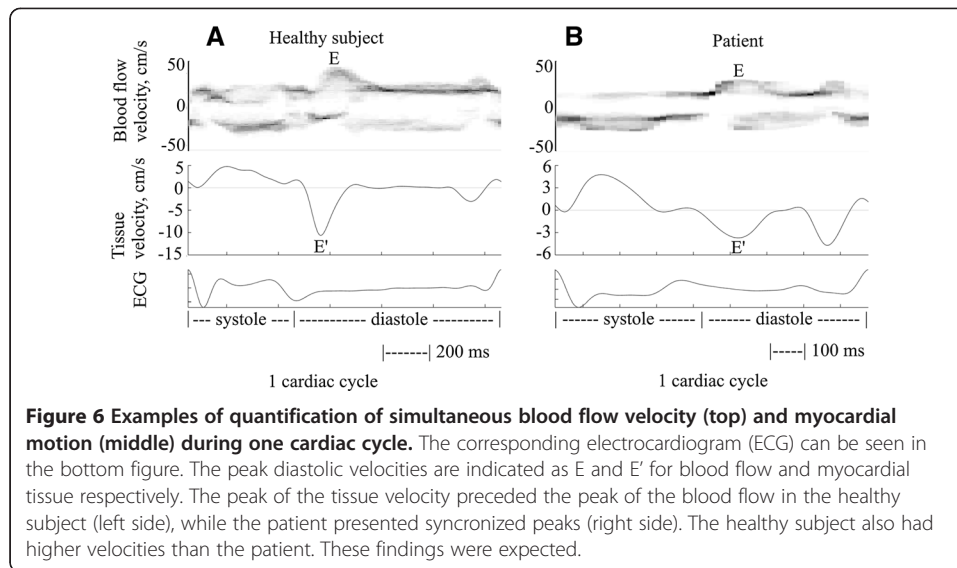 A
Healthy subject
E
50
0
-50
Blood flow
velocity, cm/s
5
0
-5
-10
-15
Tissue
velocity, cm/s
E'
ECG
|--- systole ---|-------- diastole --------|
|-------| 200 ms
1 cardiac cycle
B
Patient
E
50
0
-50
6
3
0
-3
-6
E'
|------ systole ------|------ diastole ------|
|-----| 100 ms
1 cardiac cycle
Figure 6 Examples of quantification of simultaneous blood flow velocity (top) and myocardial
motion (middle) during one cardiac cycle. The corresponding electrocardiogram (ECG) can be seen in
the bottom figure. The peak diastolic velocities are indicated as E and E’ for blood flow and myocardial
tissue respectively. The peak of the tissue velocity preceded the peak of the blood flow in the healthy
subject (left side), while the patient presented syncronized peaks (right side). The healthy subject also had
higher velocities than the patient. These findings were expected.